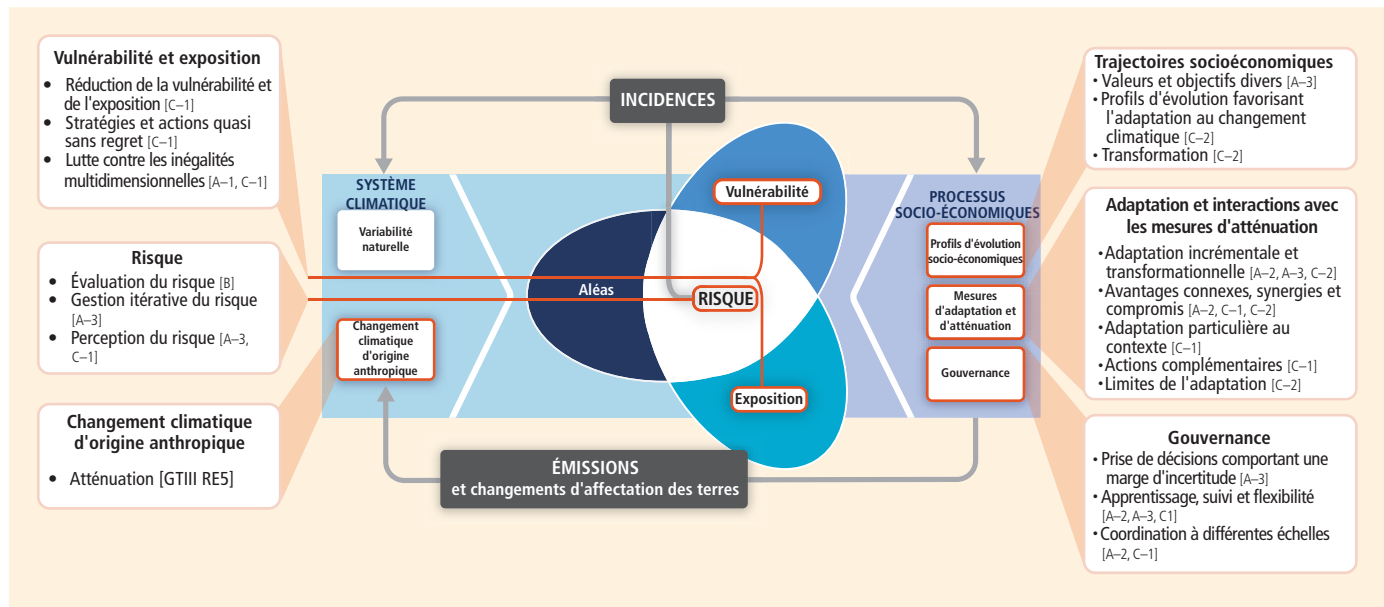 Vulnérabilité et exposition
• Réduction de la vulnérabilité et
de l'exposition [C–1]
• Stratégies et actions quasi
sans regret [C–1]
• Lutte contre les inégalités
multidimensionnelles [A–1, C–1]
Risque
• Évaluation du risque [B]
• Gestion itérative du risque
[A–3]
• Perception du risque [A–3,
C–1]
Changement climatique
d'origine anthropique
• Atténuation [GTIII RE5]
INCIDENCES
SYSTÈME
CLIMATIQUE
Variabilité
naturelle
Changement
climatique
d'origine
anthropique
Aléas
Vulnérabilité
RISQUE
Exposition
PROCESSUS
SOCIO-ÉCONOMIQUES
Profils d'évolution
socio-économiques
Mesures
d'adaptation et
d'atténuation
Gouvernance
ÉMISSIONS
et changements d'affectation des terres
Trajectoires socioéconomiques
• Valeurs et objectifs divers [A–3]
• Profils d'évolution favorisant
l'adaptation au changement
climatique [C–2]
• Transformation [C–2]
Adaptation et interactions avec
les mesures d'atténuation
• Adaptation incrémentale et
transformationnelle [A–2, A–3, C–2]
• Avantages connexes, synergies et
compromis [A–2, C–1, C–2]
• Adaptation particulière au
contexte [C–1]
• Actions complémentaires [C–1]
• Limites de l'adaptation [C–2]
Gouvernance
• Prise de décisions comportant une
marge d'incertitude [A–3]
• Apprentissage, suivi et flexibilité
[A–2, A–3, C1]
• Coordination à différentes échelles
[A–2, C–1]